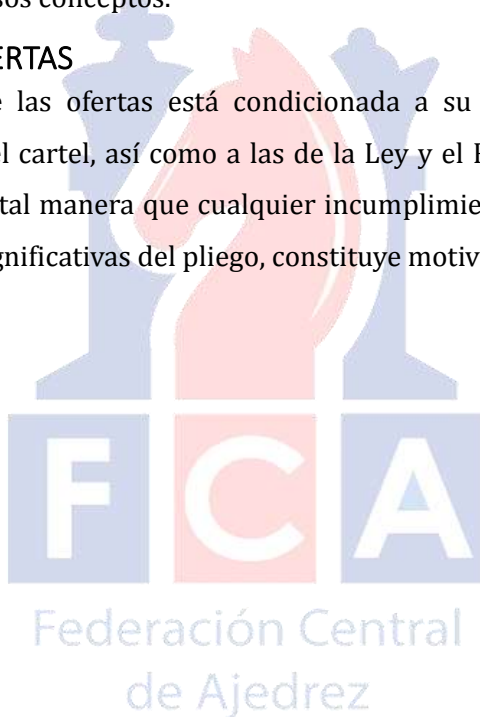 sos conceptos.
ERTAS
e las ofertas está condicionada a su
el cartel, así como a las de la Ley y el
tal manera que cualquier incumplimie
gnificativas del pliego, constituye motiv
FCA
Federación Central
de Ajedrez